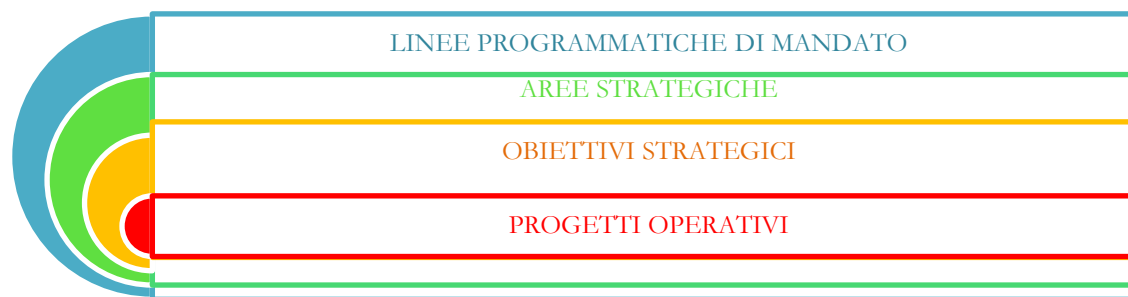 LINEE PROGRAMMATICHE DI MANDATO
AREE STRATEGICHE
OBIETTIVI STRATEGICI
PROGETTI OPERATIVI